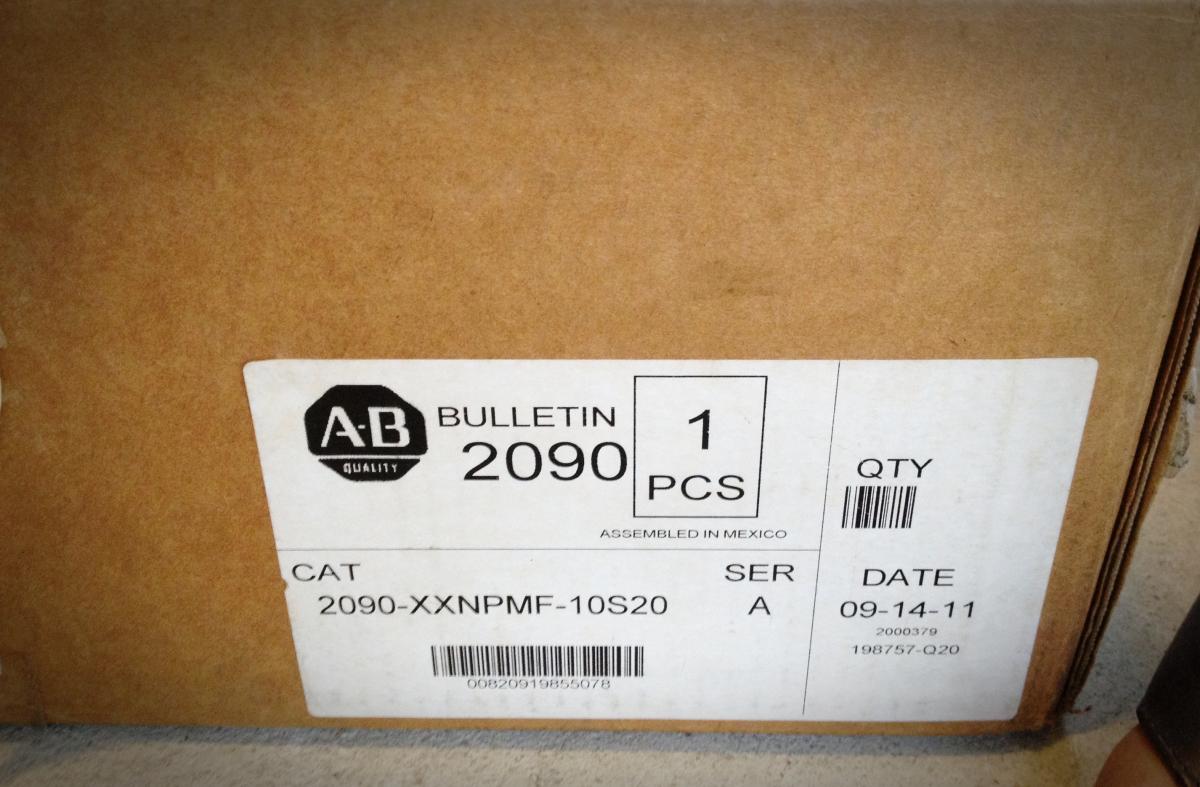 A-B
QUALITY
BULLETIN
2090
1
PCS
ASSEMBLED IN MEXICO
CAT
2090-XXNPMF-10S20
SER
A
00820919855078
QTY
DATE
09-14-11
2000379
198757-Q20